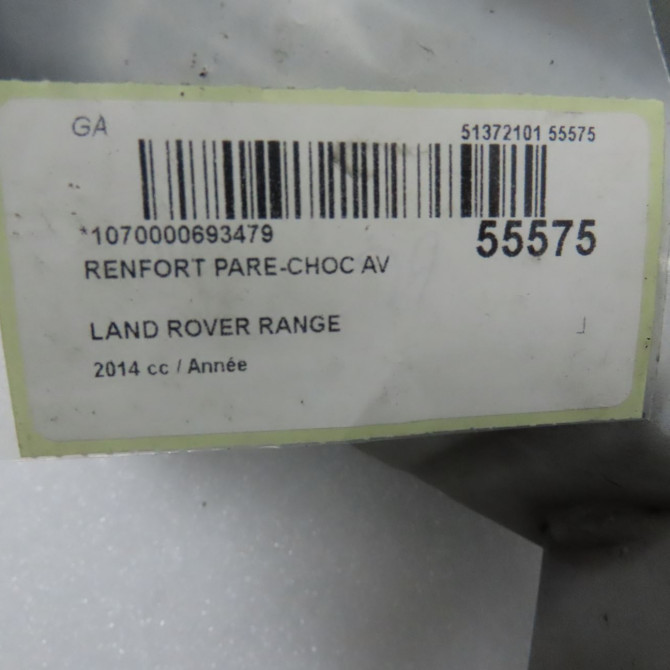 GA
51372101 55575
*1070000693479
55575
RENFORT PARE-CHOC AV
LAND ROVER RANGE
2014 cc / Année